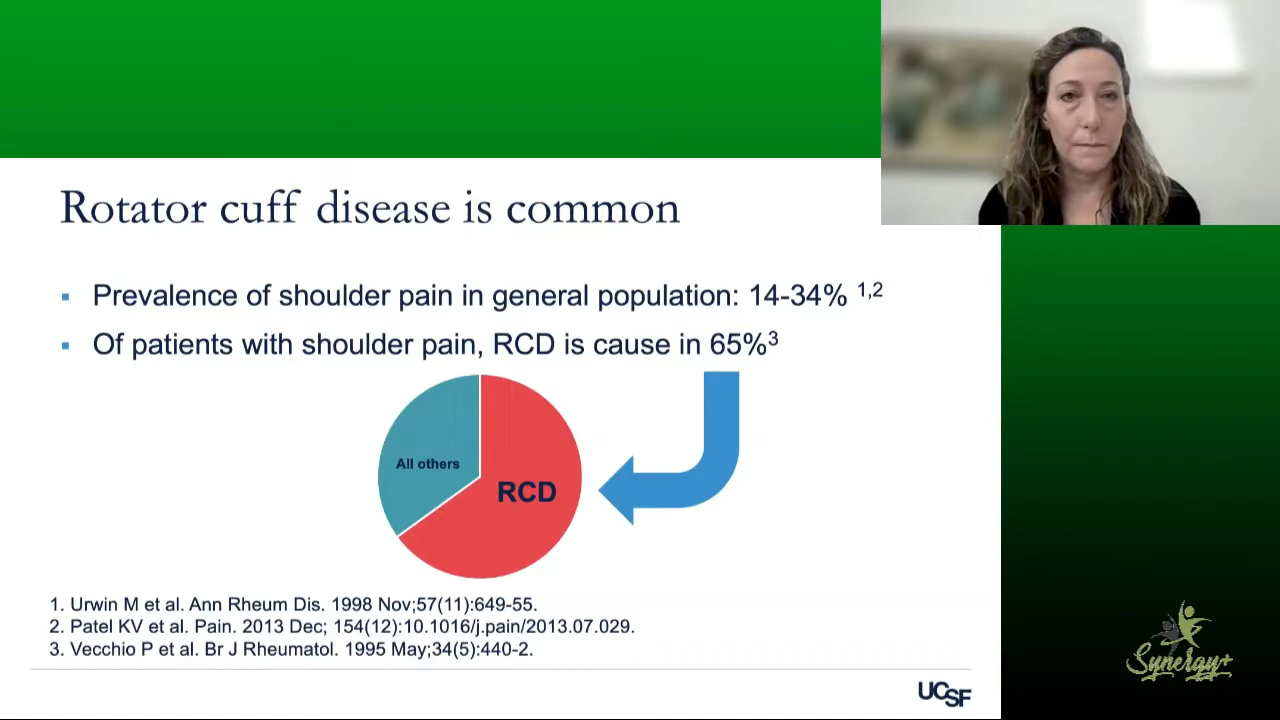 Rotator cuff disease is common
Prevalence of shoulder pain in general population: 14-34% 1,2
Of patients with shoulder pain, RCD is cause in 65%3
All others
RCD
1. Urwin M et al. Ann Rheum Dis. 1998 Nov;57(11):649-55.
2. Patel KV et al. Pain. 2013 Dec; 154(12):10.1016/j.pain/2013.07.029.
3. Vecchio P et al. Br J Rheumatol. 1995 May;34(5):440-2.
UCSF
Synergy+